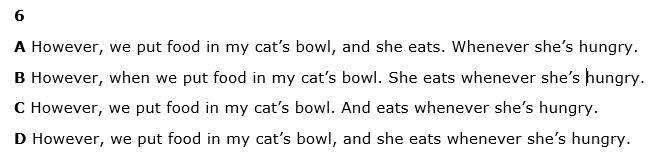 6
A However, we put food in my cat’s bowl, and she eats. Whenever she’s hungry.
B However, when we put food in my cat’s bowl. She eats whenever she’s hungry.
C However, we put food in my cat’s bowl. And eats whenever she’s hungry.
D However, we put food in my cat’s bowl, and she eats whenever she’s hungry.